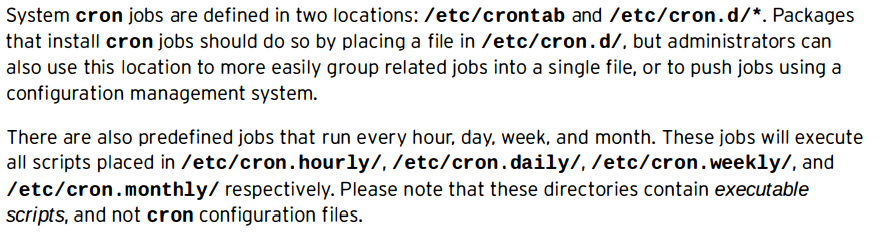 System cron jobs are defined in two locations: /etc/crontab and /etc/cron.d/*. Packages
that install cron jobs should do so by placing a file in /etc/cron.d/, but administrators can
also use this location to more easily group related jobs into a single file, or to push jobs using a
configuration management system.
There are also predefined jobs that run every hour, day, week, and month. These jobs will execute
all scripts placed in /etc/cron.hourly/, /etc/cron.daily/, /etc/cron.weekly/, and
/etc/cron.monthly/ respectively. Please note that these directories contain executable
scripts, and not cron configuration files.